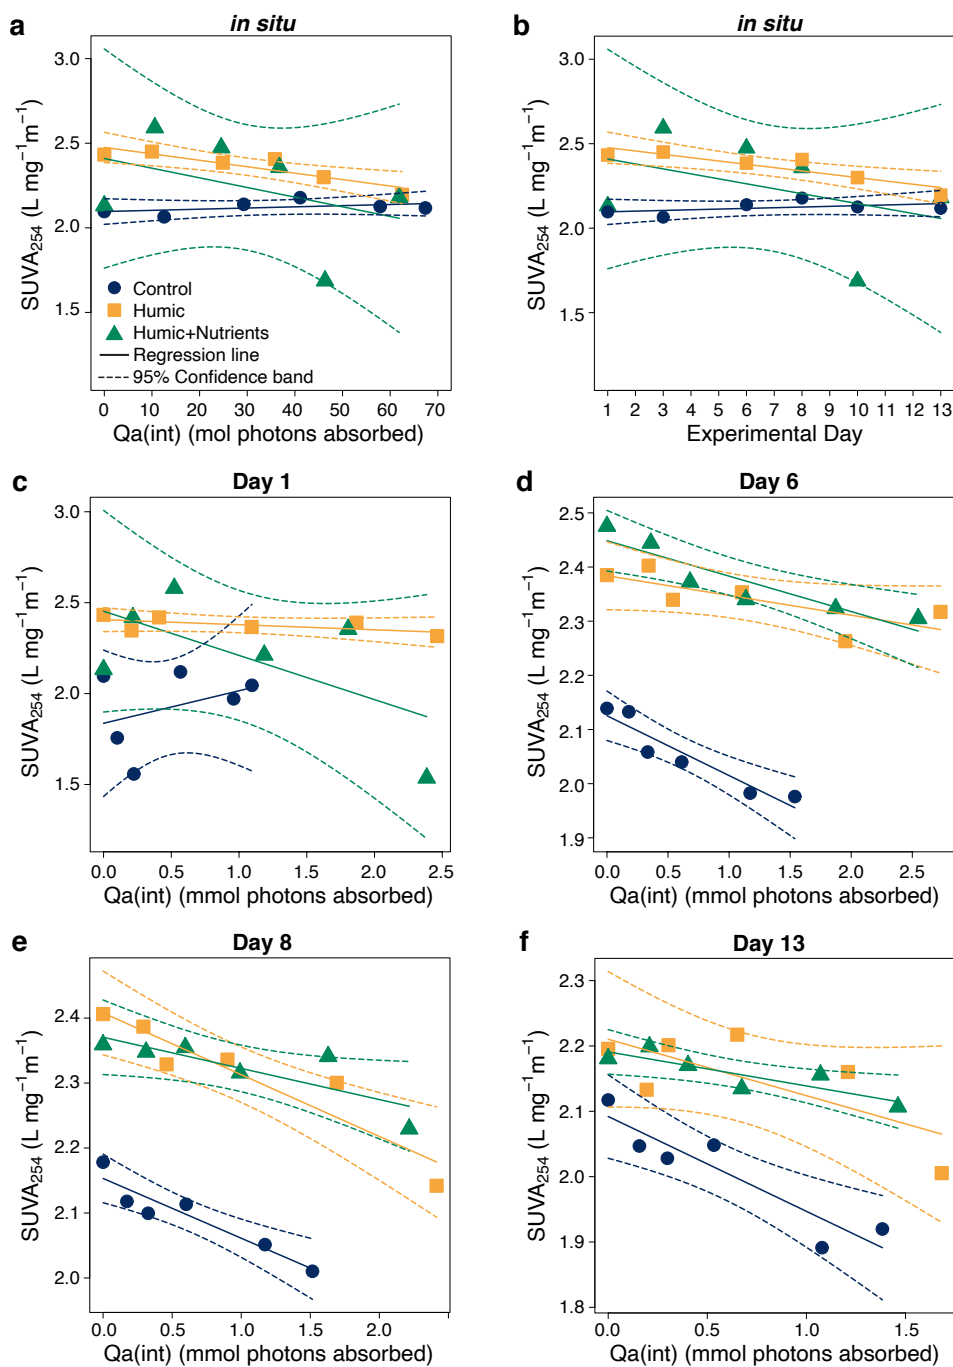 a
in situ
SUVA254 (L mg−1m−1)
3.0
2.5
2.0
1.5
Control
Humic
Humic+Nutrients
Regression line
95% Confidence band
0 10 20 30 40 50 60 70
Qa(int) (mol photons absorbed)
b
in situ
SUVA254 (L mg−1m−1)
3.0
2.5
2.0
1.5
1 2 3 4 5 6 7 8 9 10 11 12 13
Experimental Day
c
Day 1
SUVA254 (L mg−1m−1)
3.0
2.5
2.0
1.5
0.0 0.5 1.0 1.5 2.0 2.5
Qa(int) (mmol photons absorbed)
d
Day 6
SUVA254 (L mg−1m−1)
2.5
2.4
2.3
2.2
2.1
2.0
1.9
0.0 0.5 1.0 1.5 2.0 2.5
Qa(int) (mmol photons absorbed)
e
Day 8
SUVA254 (L mg−1m−1)
2.4
2.3
2.2
2.1
2.0
0.0 0.5 1.0 1.5 2.0
Qa(int) (mmol photons absorbed)
f
Day 13
SUVA254 (L mg−1m−1)
2.3
2.2
2.1
2.0
1.9
1.8
0.0 0.5 1.0 1.5
Qa(int) (mmol photons absorbed)